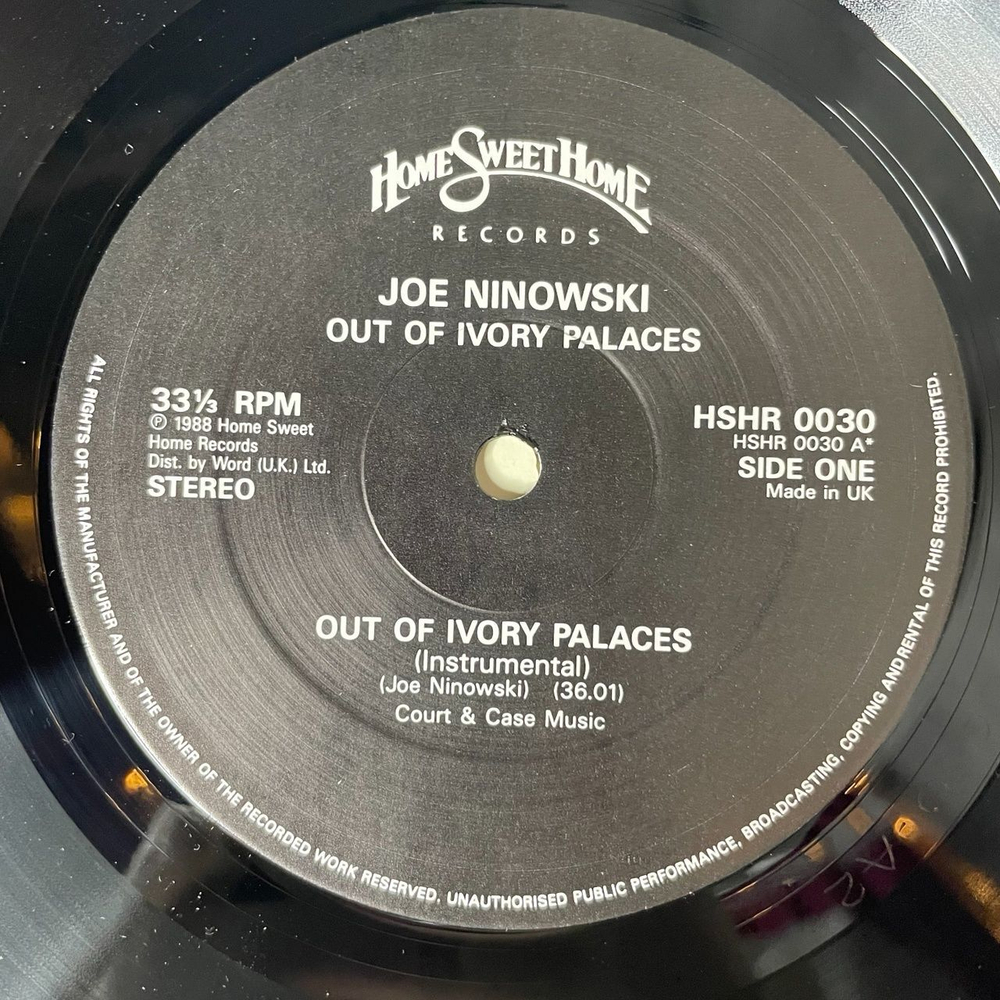 HOME SWEET HOME
RECORDS
JOE NINOWSKI
OUT OF IVORY PALACES
33⅓ RPM
℗ 1988 Home Sweet
Home Records
Dist. by Word (U.K.) Ltd.
STEREO
HSHR 0030
HSHR 0030 A*
SIDE ONE
Made in UK
OUT OF IVORY PALACES
(Instrumental)
(Joe Ninowski) (36.01)
Court & Case Music
ALL RIGHTS OF THE MANUFACTURER AND OF THE OWNER OF THE RECORDED WORK RESERVED. UNAUTHORISED PUBLIC PERFORMANCE, BROADCASTING, COPYING AND RENTAL OF THIS RECORD PROHIBITED.
A2